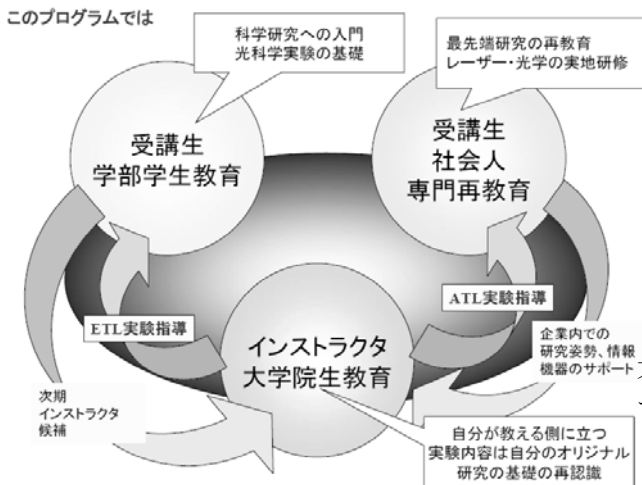 このプログラムでは
科学研究への入門
光科学実験の基礎
最先端研究の再教育
レーザー・光学の実地研修
受講生
学部学生教育
受講生
社会人
専門再教育
ETL実験指導
ATL実験指導
インストラクタ
大学院生教育
企業内での
研究姿勢、情報
機器のサポート
次期
インストラクタ
候補
自分が教える側に立つ
実験内容は自分のオリジナル
研究の基礎の再認識